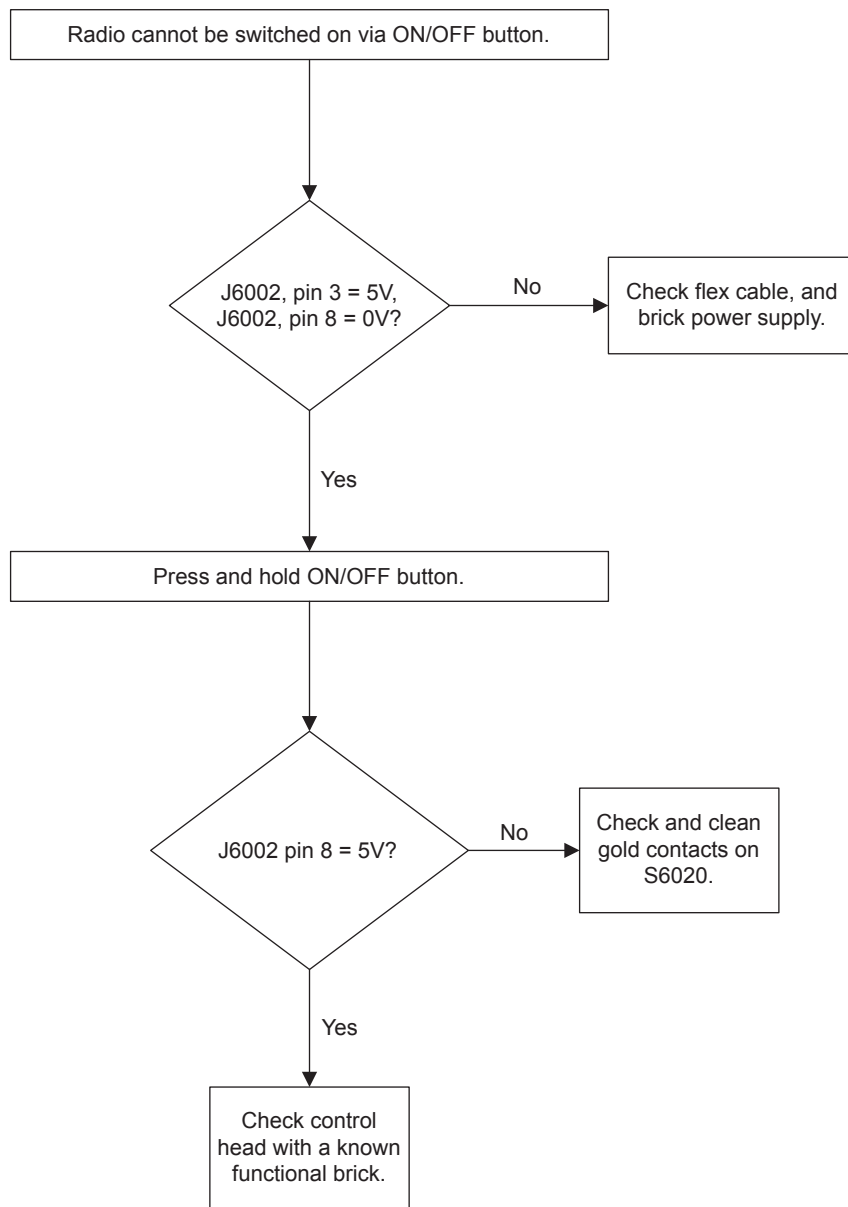 Radio cannot be switched on via ON/OFF button.
J6002, pin 3 = 5V,
J6002, pin 8 = 0V?
No
Check flex cable, and
brick power supply.
Yes
Press and hold ON/OFF button.
J6002 pin 8 = 5V?
No
Check and clean
gold contacts on
S6020.
Yes
Check control
head with a known
functional brick.